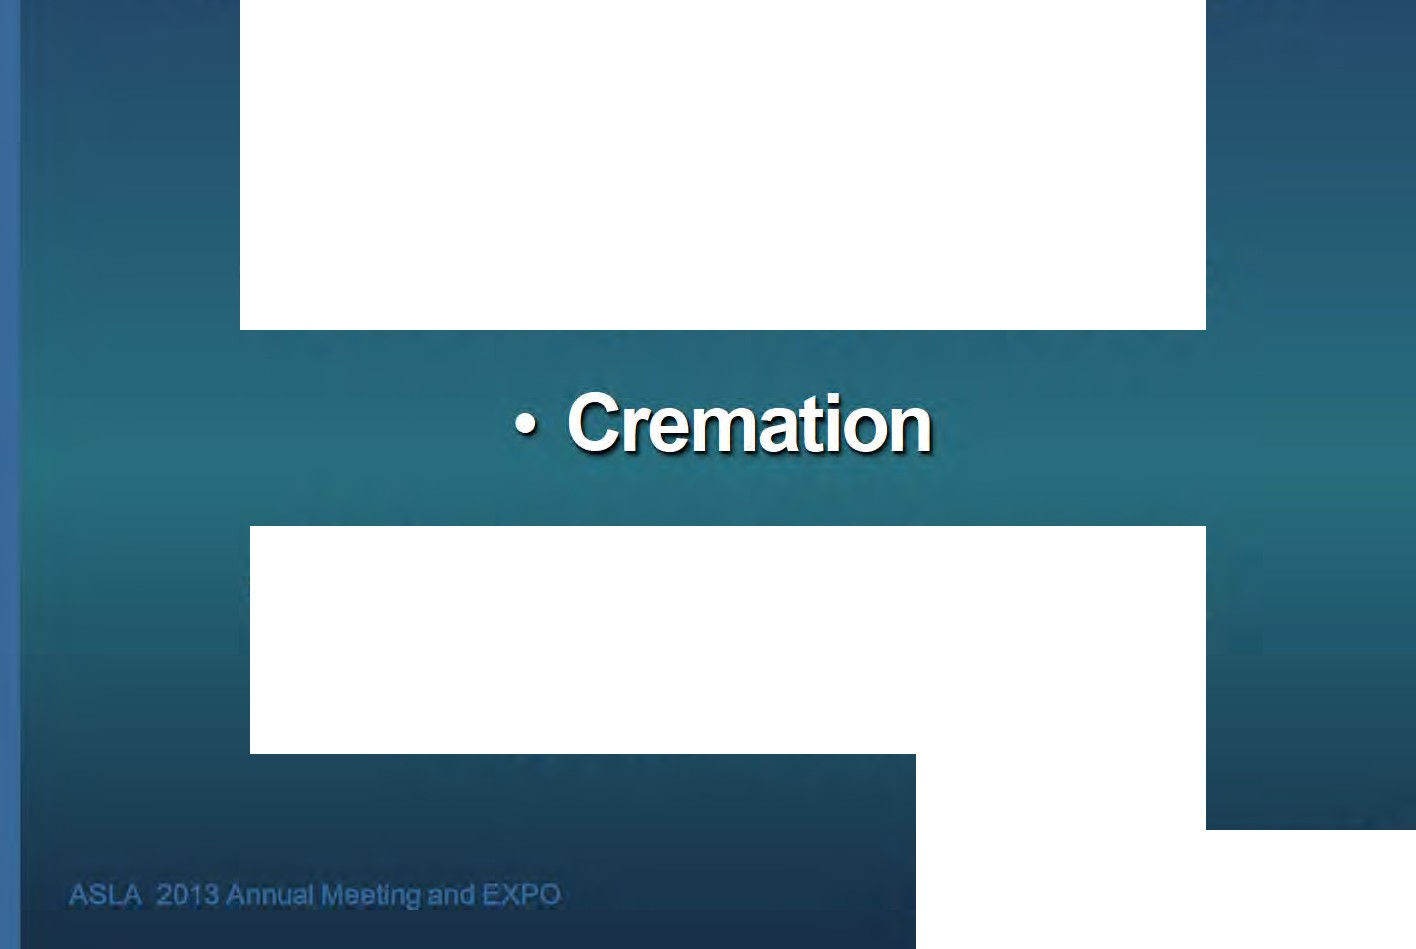 • Cremation
ASLA 2013 Annual Meeting and EXPO